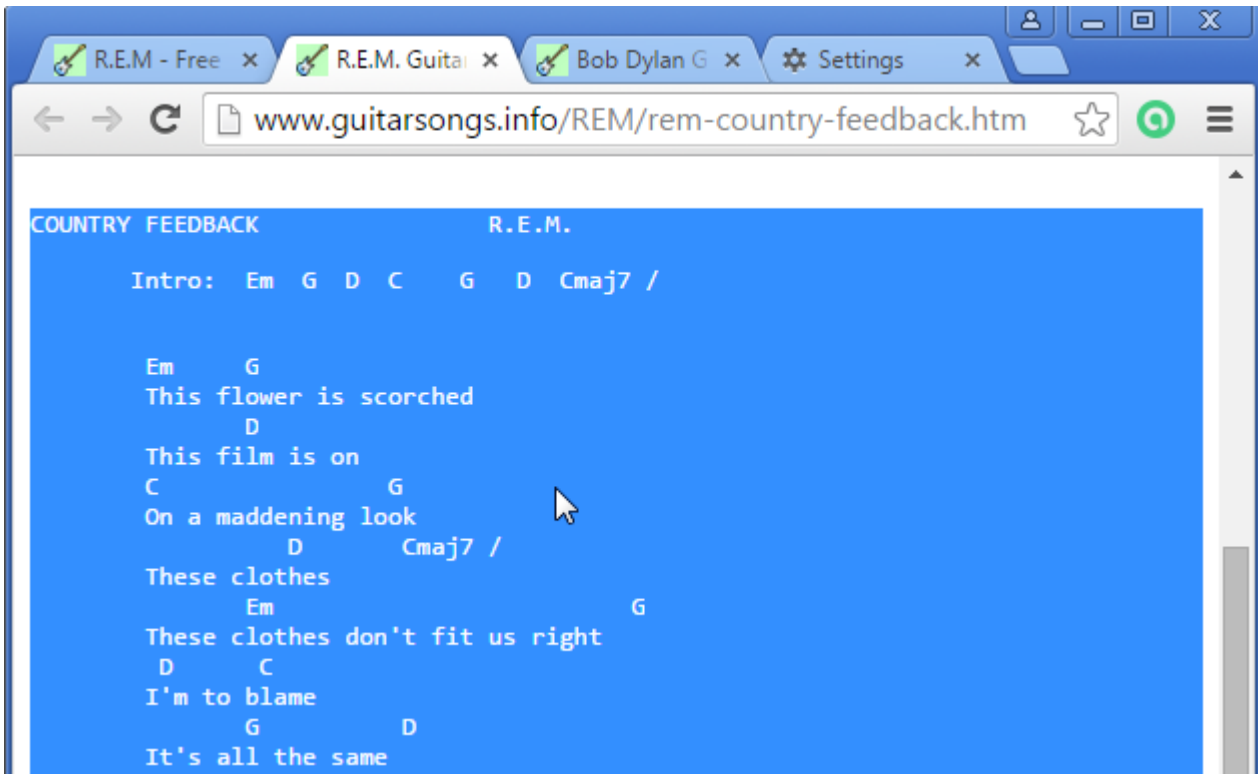 R.E.M - Free R.E.M. Guita Bob Dylan G Settings
www.guitarsongs.info/REM/rem-country-feedback.htm
COUNTRY FEEDBACK R.E.M.
Intro: Em G D C G D Cmaj7 /
Em G
This flower is scorched
D
This film is on
C G
On a maddening look
D Cmaj7 /
These clothes
Em G
These clothes don't fit us right
D C
I'm to blame
G D
It's all the same